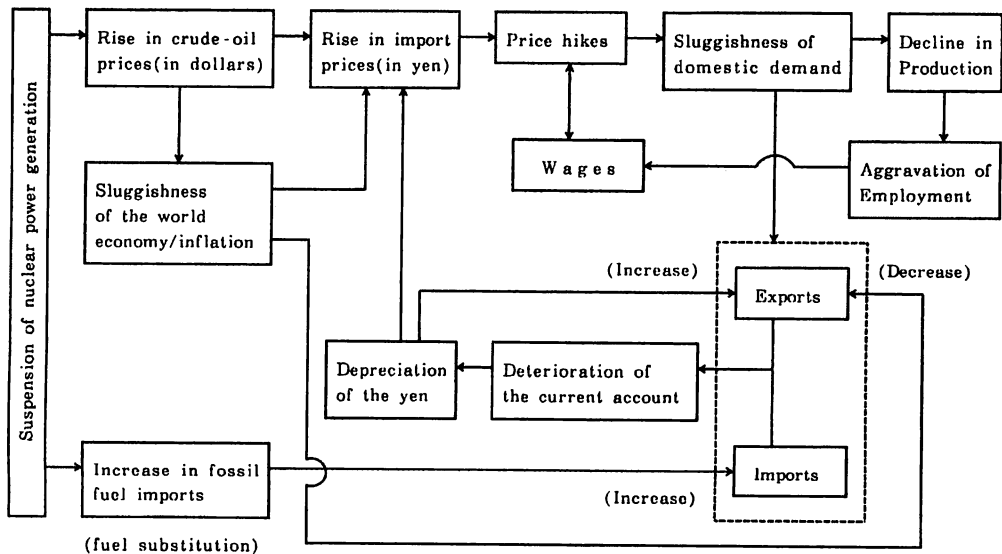 Suspension of nuclear power generation
Rise in crude-oil
prices(in dollars)
Rise in import
prices(in yen)
Price hikes
Sluggishness of
domestic demand
Decline in
Production
Sluggishness
of the world
economy/inflation
Wages
Aggravation of
Employment
(Increase)
(Decrease)
Exports
Depreciation
of the yen
Deterioration of
the current account
Increase in fossil
fuel imports
Imports
(Increase)
(fuel substitution)